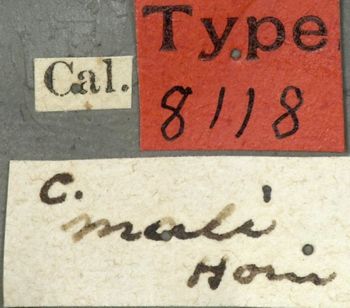 Type
Cal.
8118
C.
mali
Horn